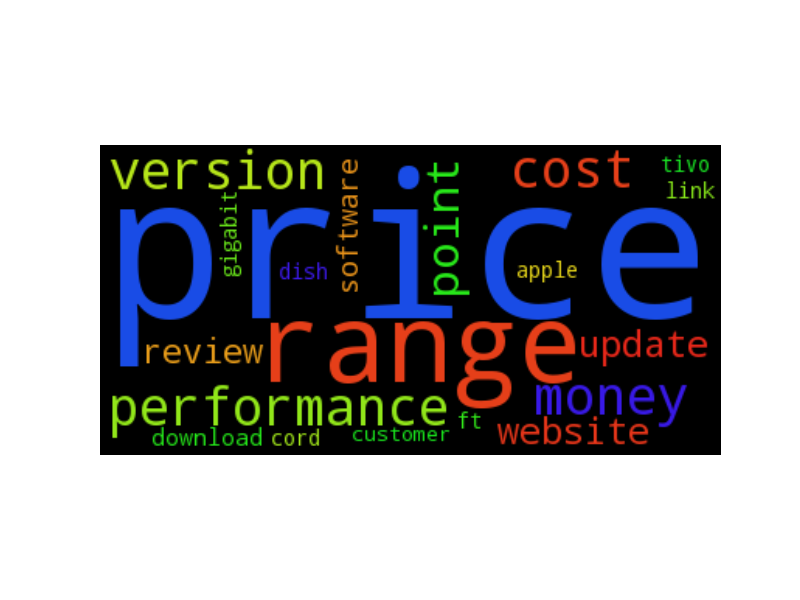 version
software
point
cost
tivo
link
gigabit
price
dish
apple
range
review
update
performance
money
ft
website
download
cord
customer